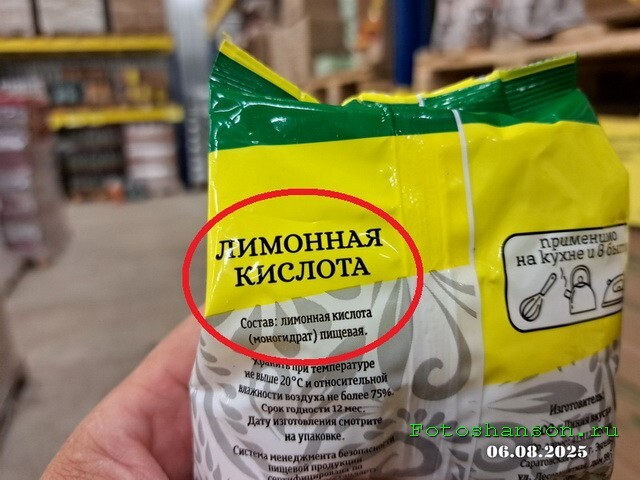 ЛИМОННАЯ
КИСЛОТА
Состав: лимонная кислота
(моногидрат) пищевая.
Хранить при температуре
не выше 20°С и относительной
влажности воздуха не более 75%.
Срок годности 12 мес.
Дату изготовления смотрите
на упаковке.
Система менеджмента безопасности
пищевой продукции
применимо
на кухне и в быту
Изготовитель
Fotoshanson.ru
06.08.2025